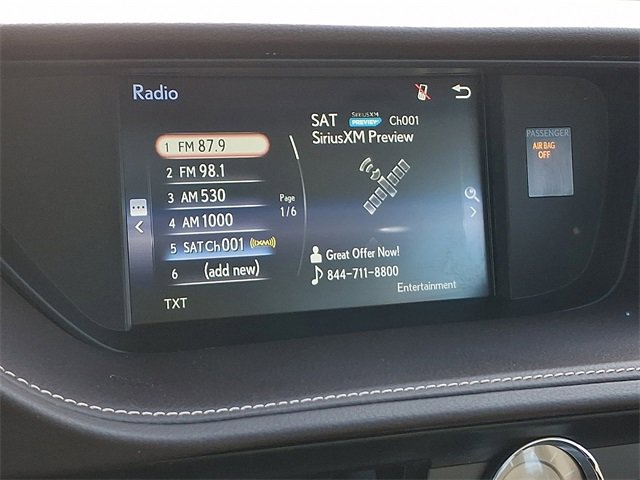 Radio
1 FM 87.9
2 FM 98.1
3 AM 530
4 AM 1000
5 SAT Ch001 ((XM))
6 (add new)
Page
1/6
TXT
SAT SIRIUSXM PREVIEW Ch001
SiriusXM Preview
Great Offer Now!
844-711-8800
Entertainment
PASSENGER
AIR BAG
OFF